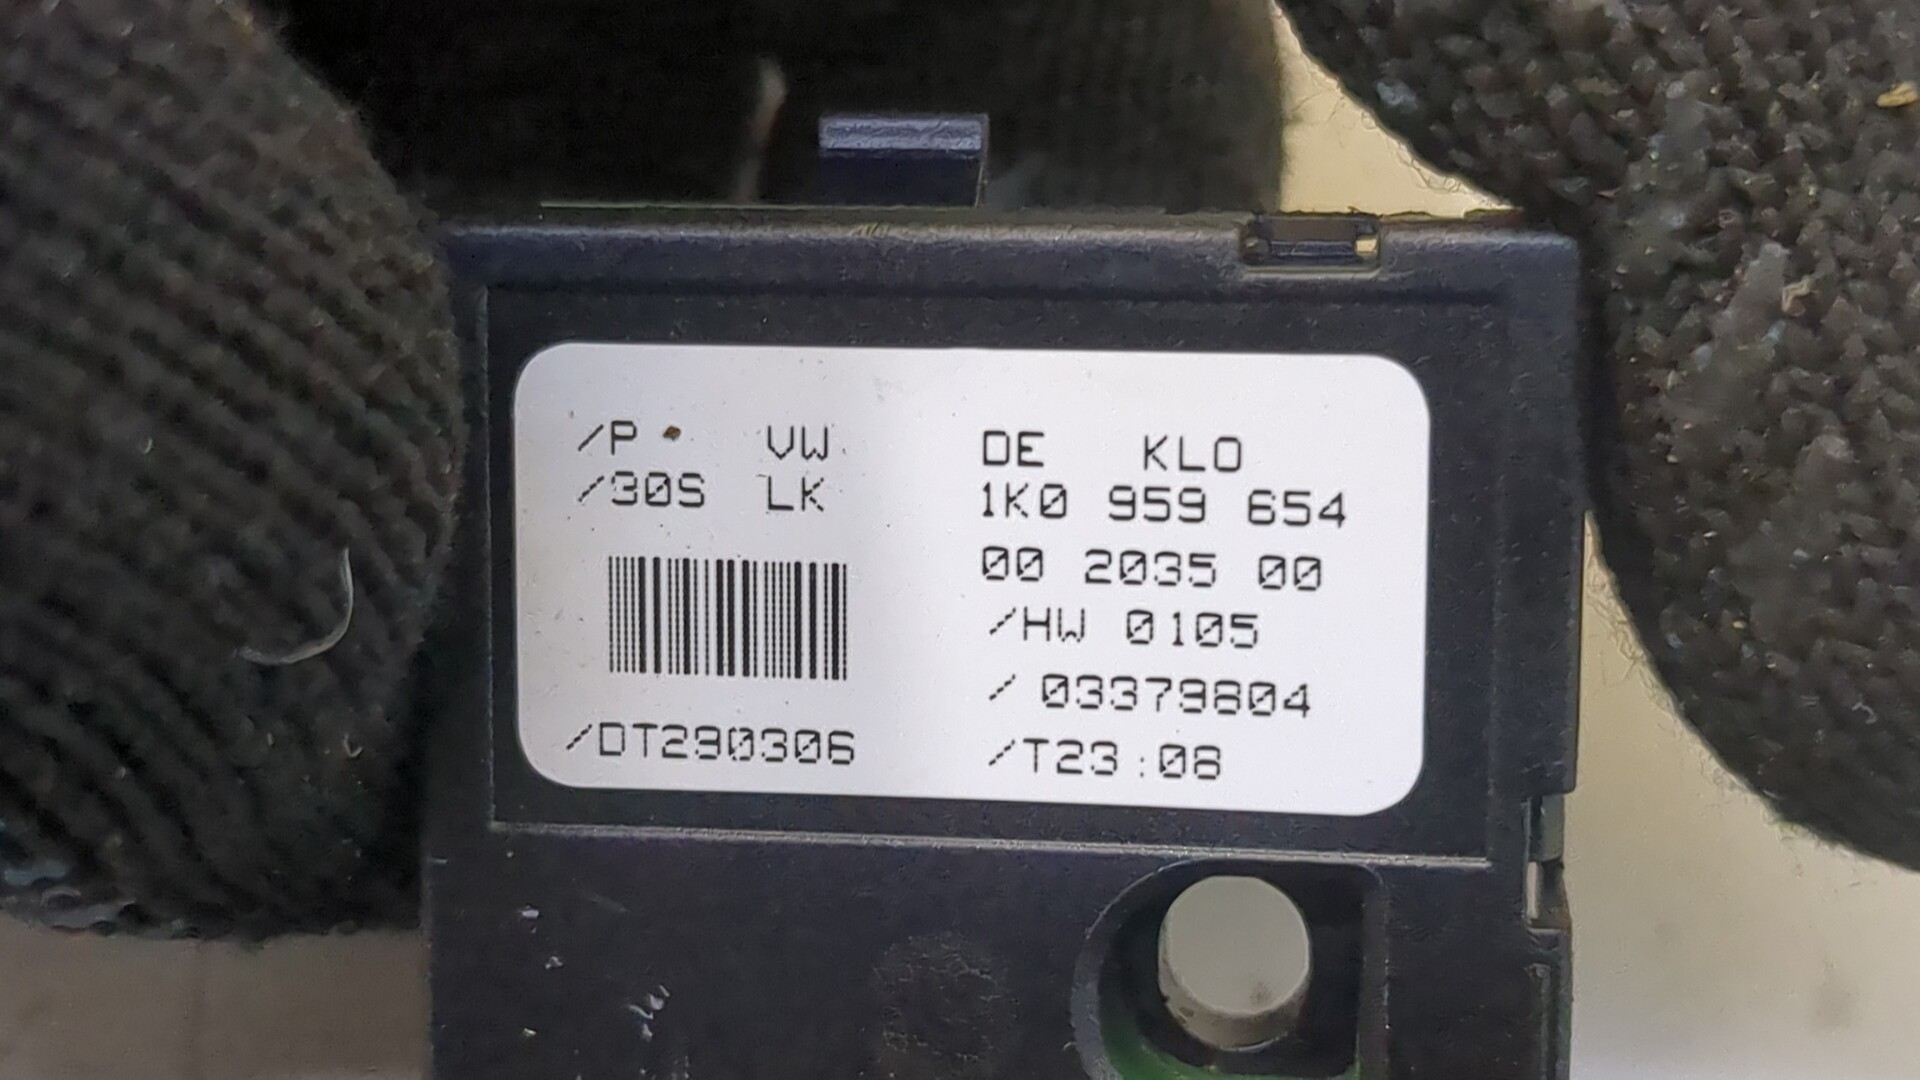 /P VW
/30S LK
/DT290306
DE KLO
1K0 959 654
00 2035 00
/HW 0105
/ 03379804
/T23:08